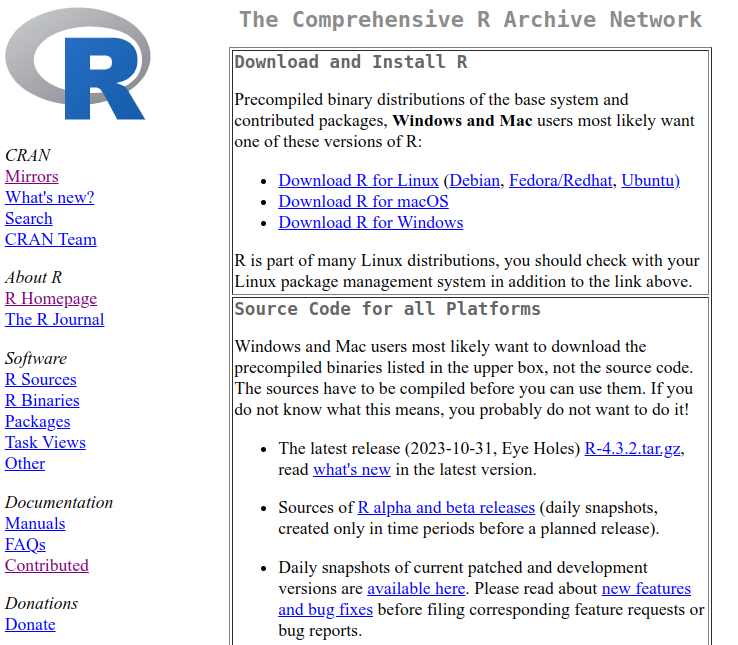 R
CRAN
Mirrors
What's new?
Search
CRAN Team
About R
R Homepage
The R Journal
Software
R Sources
R Binaries
Packages
Task Views
Other
Documentation
Manuals
FAQs
Contributed
Donations
Donate
The Comprehensive R Archive Network
Download and Install R
Precompiled binary distributions of the base system and
contributed packages, Windows and Mac users most likely want
one of these versions of R:
• Download R for Linux (Debian, Fedora/Redhat, Ubuntu)
• Download R for macOS
• Download R for Windows
R is part of many Linux distributions, you should check with your
Linux package management system in addition to the link above.
Source Code for all Platforms
Windows and Mac users most likely want to download the
precompiled binaries listed in the upper box, not the source code.
The sources have to be compiled before you can use them. If you
do not know what this means, you probably do not want to do it!
• The latest release (2023-10-31, Eye Holes) R-4.3.2.tar.gz,
read what's new in the latest version.
• Sources of R alpha and beta releases (daily snapshots,
created only in time periods before a planned release).
• Daily snapshots of current patched and development
versions are available here. Please read about new features
and bug fixes before filing corresponding feature requests or
bug reports.